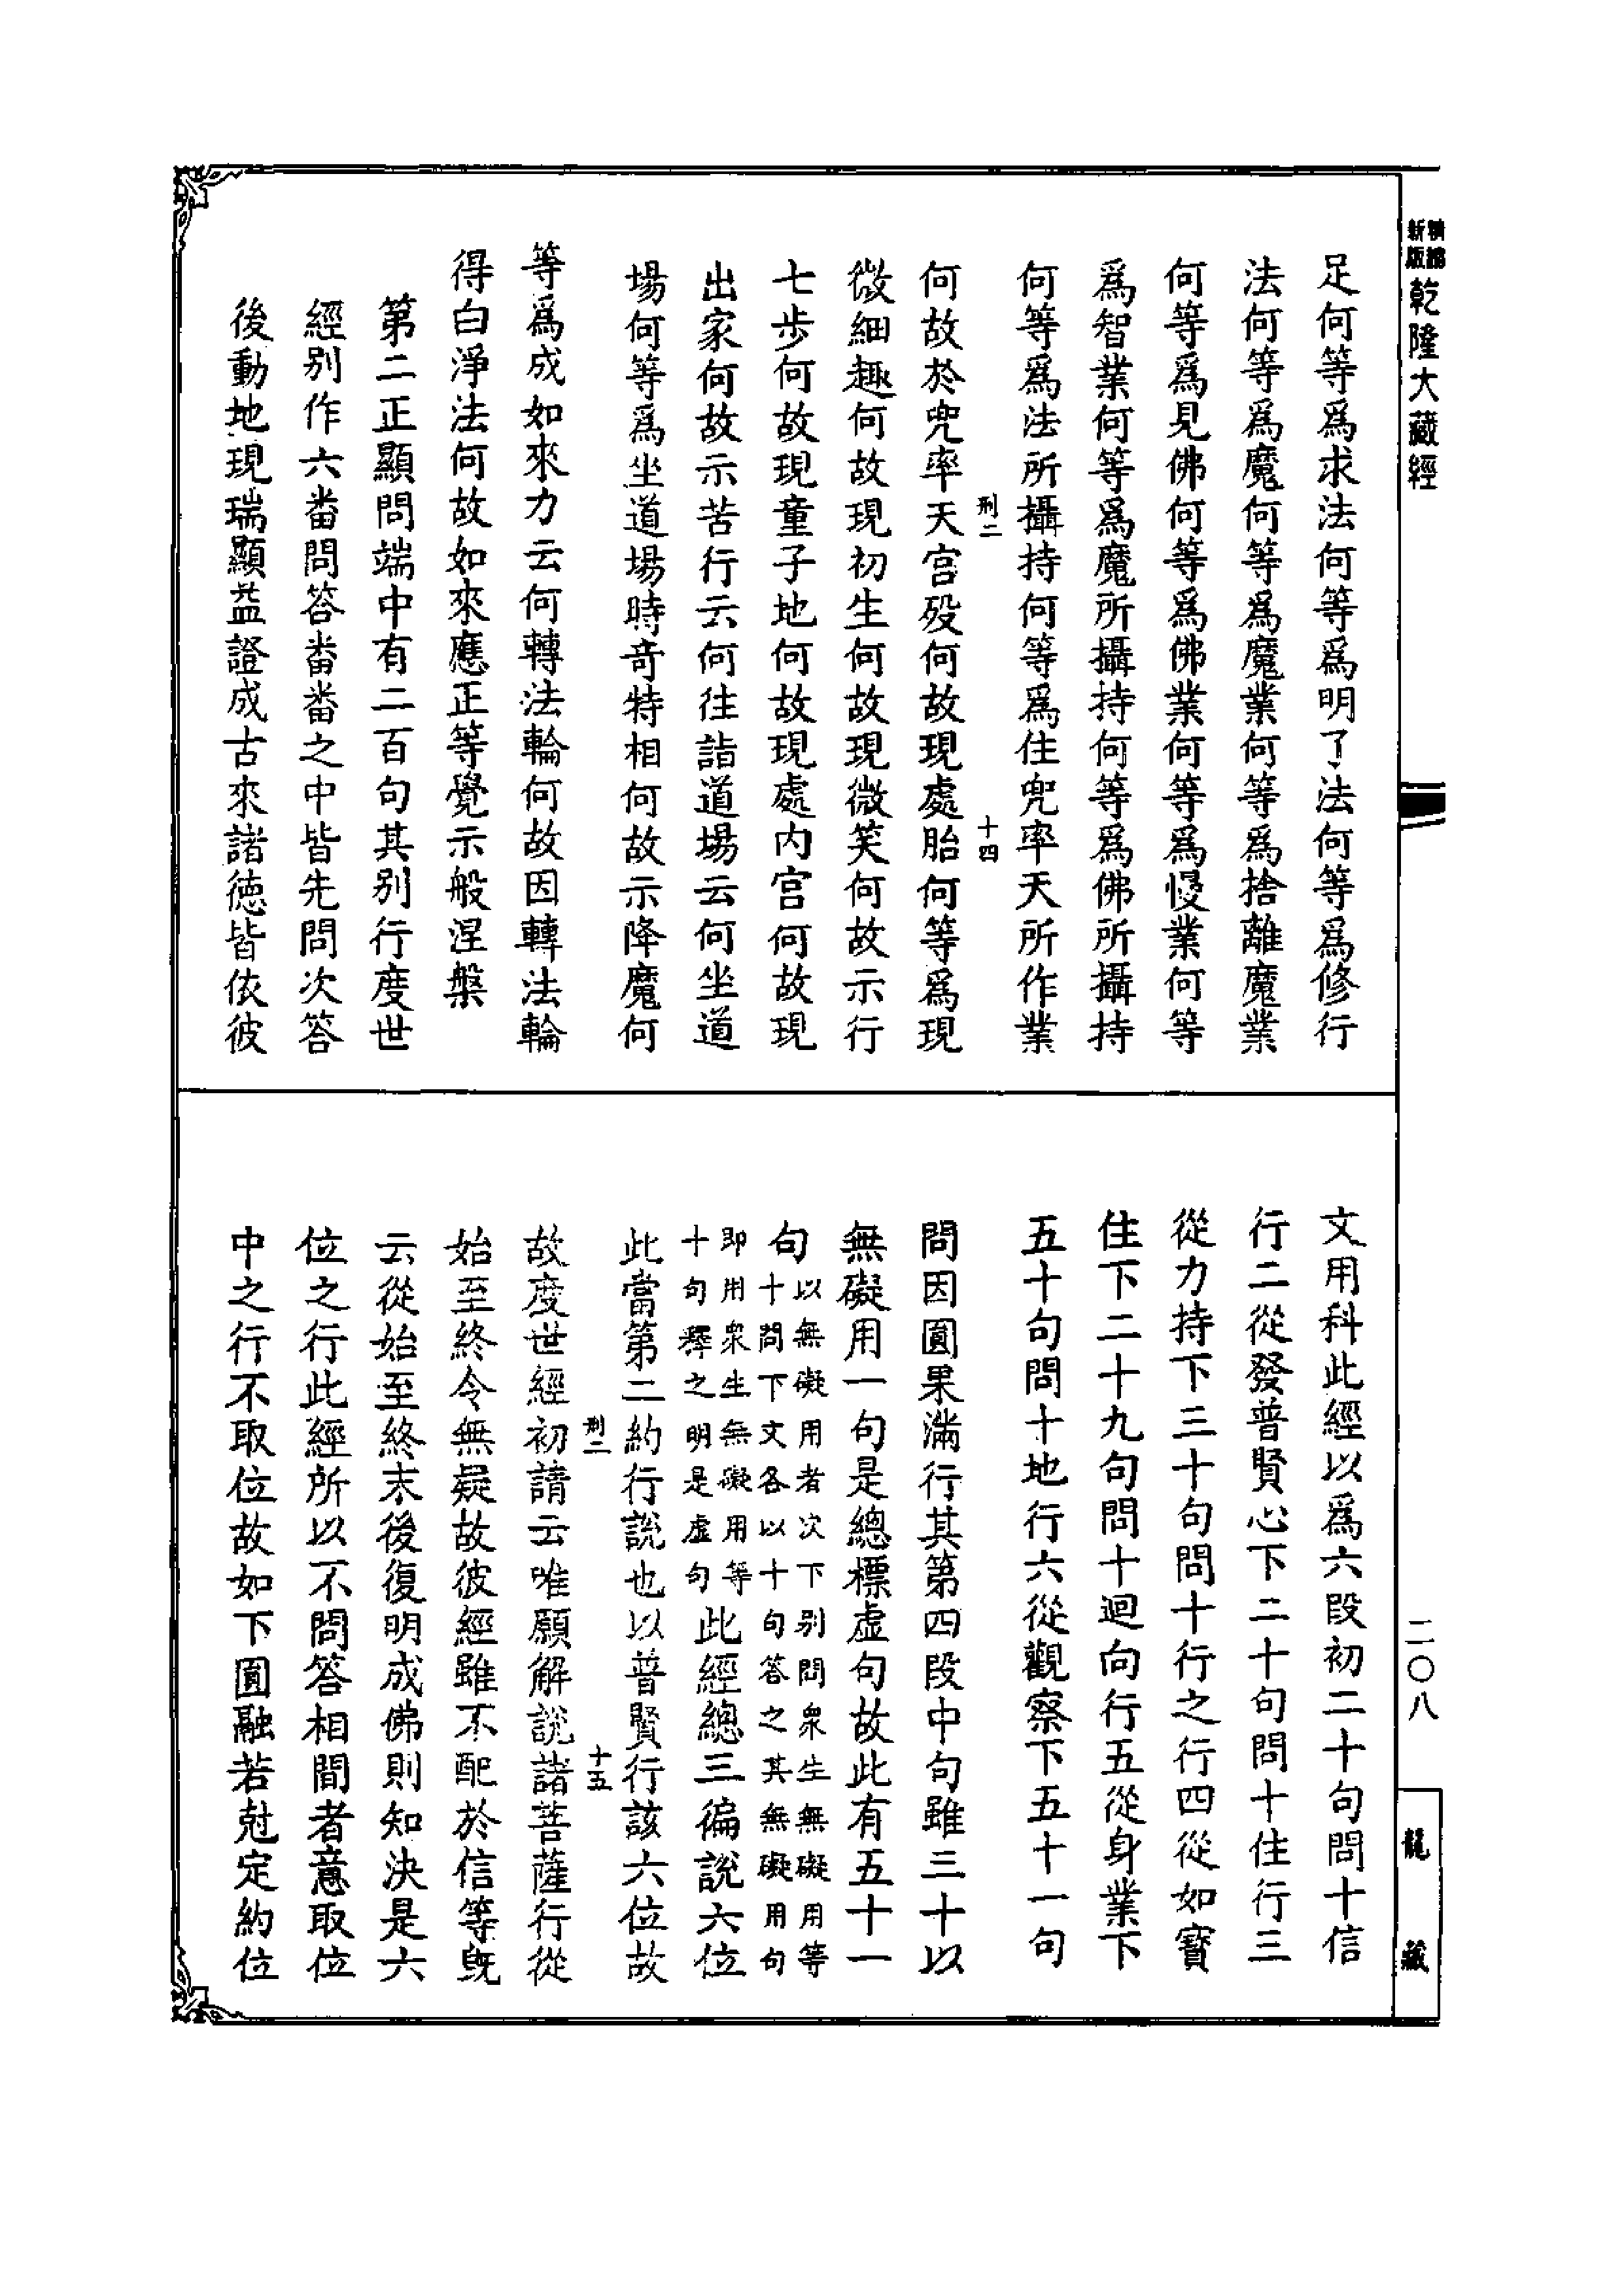 新版精縮
乾隆大藏經
足何等爲求法何等爲明了法何等爲修行
法何等爲魔何等爲魔業何等爲捨離魔業
何等爲見佛何等爲佛業何等爲慢業何等
爲智業何等爲魔所攝持何等爲佛所攝持
何等爲法所攝持何等爲住兜率天所作業
刑二
十四
何故於兜率天宮歿何故現處胎何等爲現
微細趣何故現初生何故現微笑何故示行
七步何故現童子地何故現處内宮何故現
出家何故示苦行云何往詣道場云何坐道
場何等爲坐道場時奇特相何故示降魔何
等爲成如來力云何轉法輪何故因轉法輪
得白淨法何故如來應正等覺示般涅槃
第二正顯問端中有二百句其别行度世
經别作六畨問答畨畨之中皆先問次答
後動地現瑞顯益證成古來諸德皆依彼
文用科此經以爲六段初二十句問十信
行二從發普賢心下二十句問十住行三
從力持下三十句問十行之行四從如寳
住下二十九句問十迴向行五從身業下
五十句問十地行六從觀察下五十一句
問因圓果滿行其第四段中句雖三十以
無礙用一句是總標虛句故此有五十一
句
以無礙用者次下别問衆生無礙用等
十問下文各以十句答之其無礙用句
即用衆生無礙用等
十句釋之明是虛句
此經總三徧說六位
此當第二約行說也以普賢行該六位故
刑二
十五
故度世經初請云唯願解說諸菩薩行從
始至終令無疑故彼經雖不配於信等旣
云從始至終末後復明成佛則知決是六
位之行此經所以不問答相間者意取位
中之行不取位故如下圓融若尅定約位
二〇八
龍藏